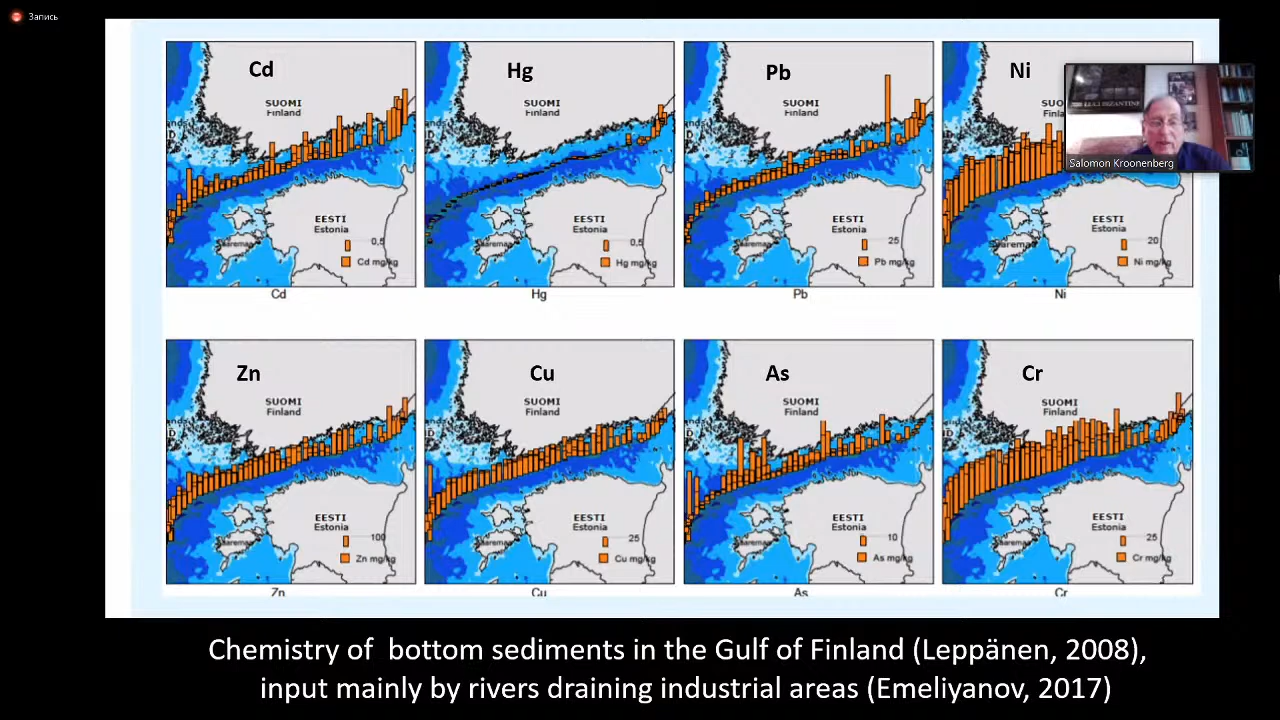 Запись
Cd
Hg
Pb
Ni
SUOMI
Finland
SUOMI
Finland
SUOMI
Finland
SUO
Finla
Salomon Kroonenberg
EESTI
Estonia
0,5
Cd mg/kg
EESTI
Estonia
0,5
Hg mg/kg
EESTI
Estonia
25
Pb mg/kg
EESTI
Estonia
20
Ni mg/kg
Cd
Hg
Pb
Ni
Zn
Cu
As
Cr
SUOMI
Finland
SUOMI
Finland
SUOMI
Finland
SUOMI
Finland
EESTI
Estonia
100
Zn mg/kg
EESTI
Estonia
25
Cu mg/kg
EESTI
Estonia
10
As mg/kg
EESTI
Estonia
25
Cr mg/kg
Zn
Cu
As
Cr
Chemistry of bottom sediments in the Gulf of Finland (Leppänen, 2008),
input mainly by rivers draining industrial areas (Emeliyanov, 2017)